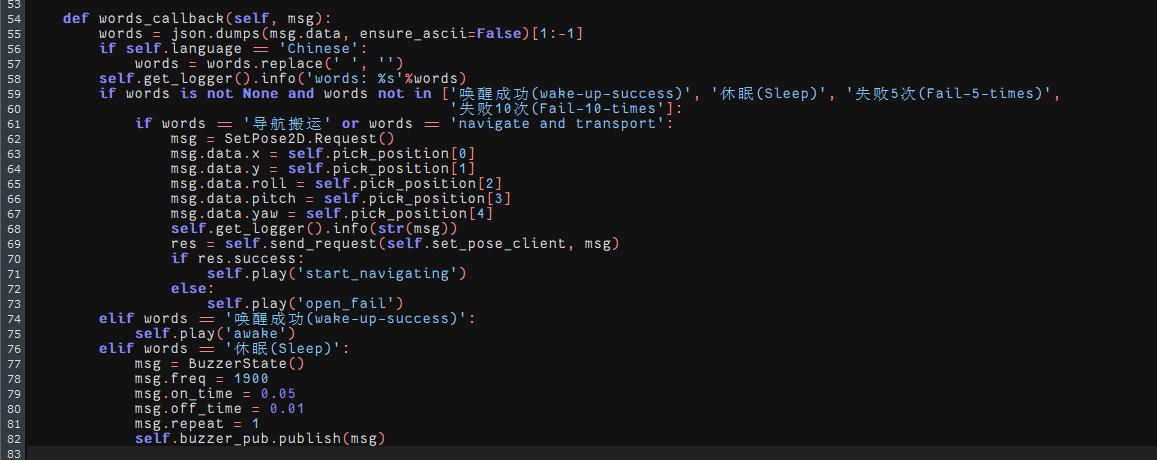 53
54     def words_callback(self, msg):
55         words = json.dumps(msg.data, ensure_ascii=False)[1:-1]
56         if self.language == 'Chinese':
57             words = words.replace(' ', '')
58         self.get_logger().info('words: %s'%words)
59         if words is not None and words not in ['唤醒成功(wake-up-success)', '休眠(Sleep)', '失败5次(Fail-5-times)',
60                                                '失败10次(Fail-10-times']:
61             if words == '导航搬运' or words == 'navigate and transport':
62                 msg = SetPose2D.Request()
63                 msg.data.x = self.pick_position[0]
64                 msg.data.y = self.pick_position[1]
65                 msg.data.roll = self.pick_position[2]
66                 msg.data.pitch = self.pick_position[3]
67                 msg.data.yaw = self.pick_position[4]
68                 self.get_logger().info(str(msg))
69                 res = self.send_request(self.set_pose_client, msg)
70                 if res.success:
71                     self.play('start_navigating')
72                 else:
73                     self.play('open_fail')
74         elif words == '唤醒成功(wake-up-success)':
75             self.play('awake')
76         elif words == '休眠(Sleep)':
77             msg = BuzzerState()
78             msg.freq = 1900
79             msg.on_time = 0.05
80             msg.off_time = 0.01
81             msg.repeat = 1
82             self.buzzer_pub.publish(msg)
83